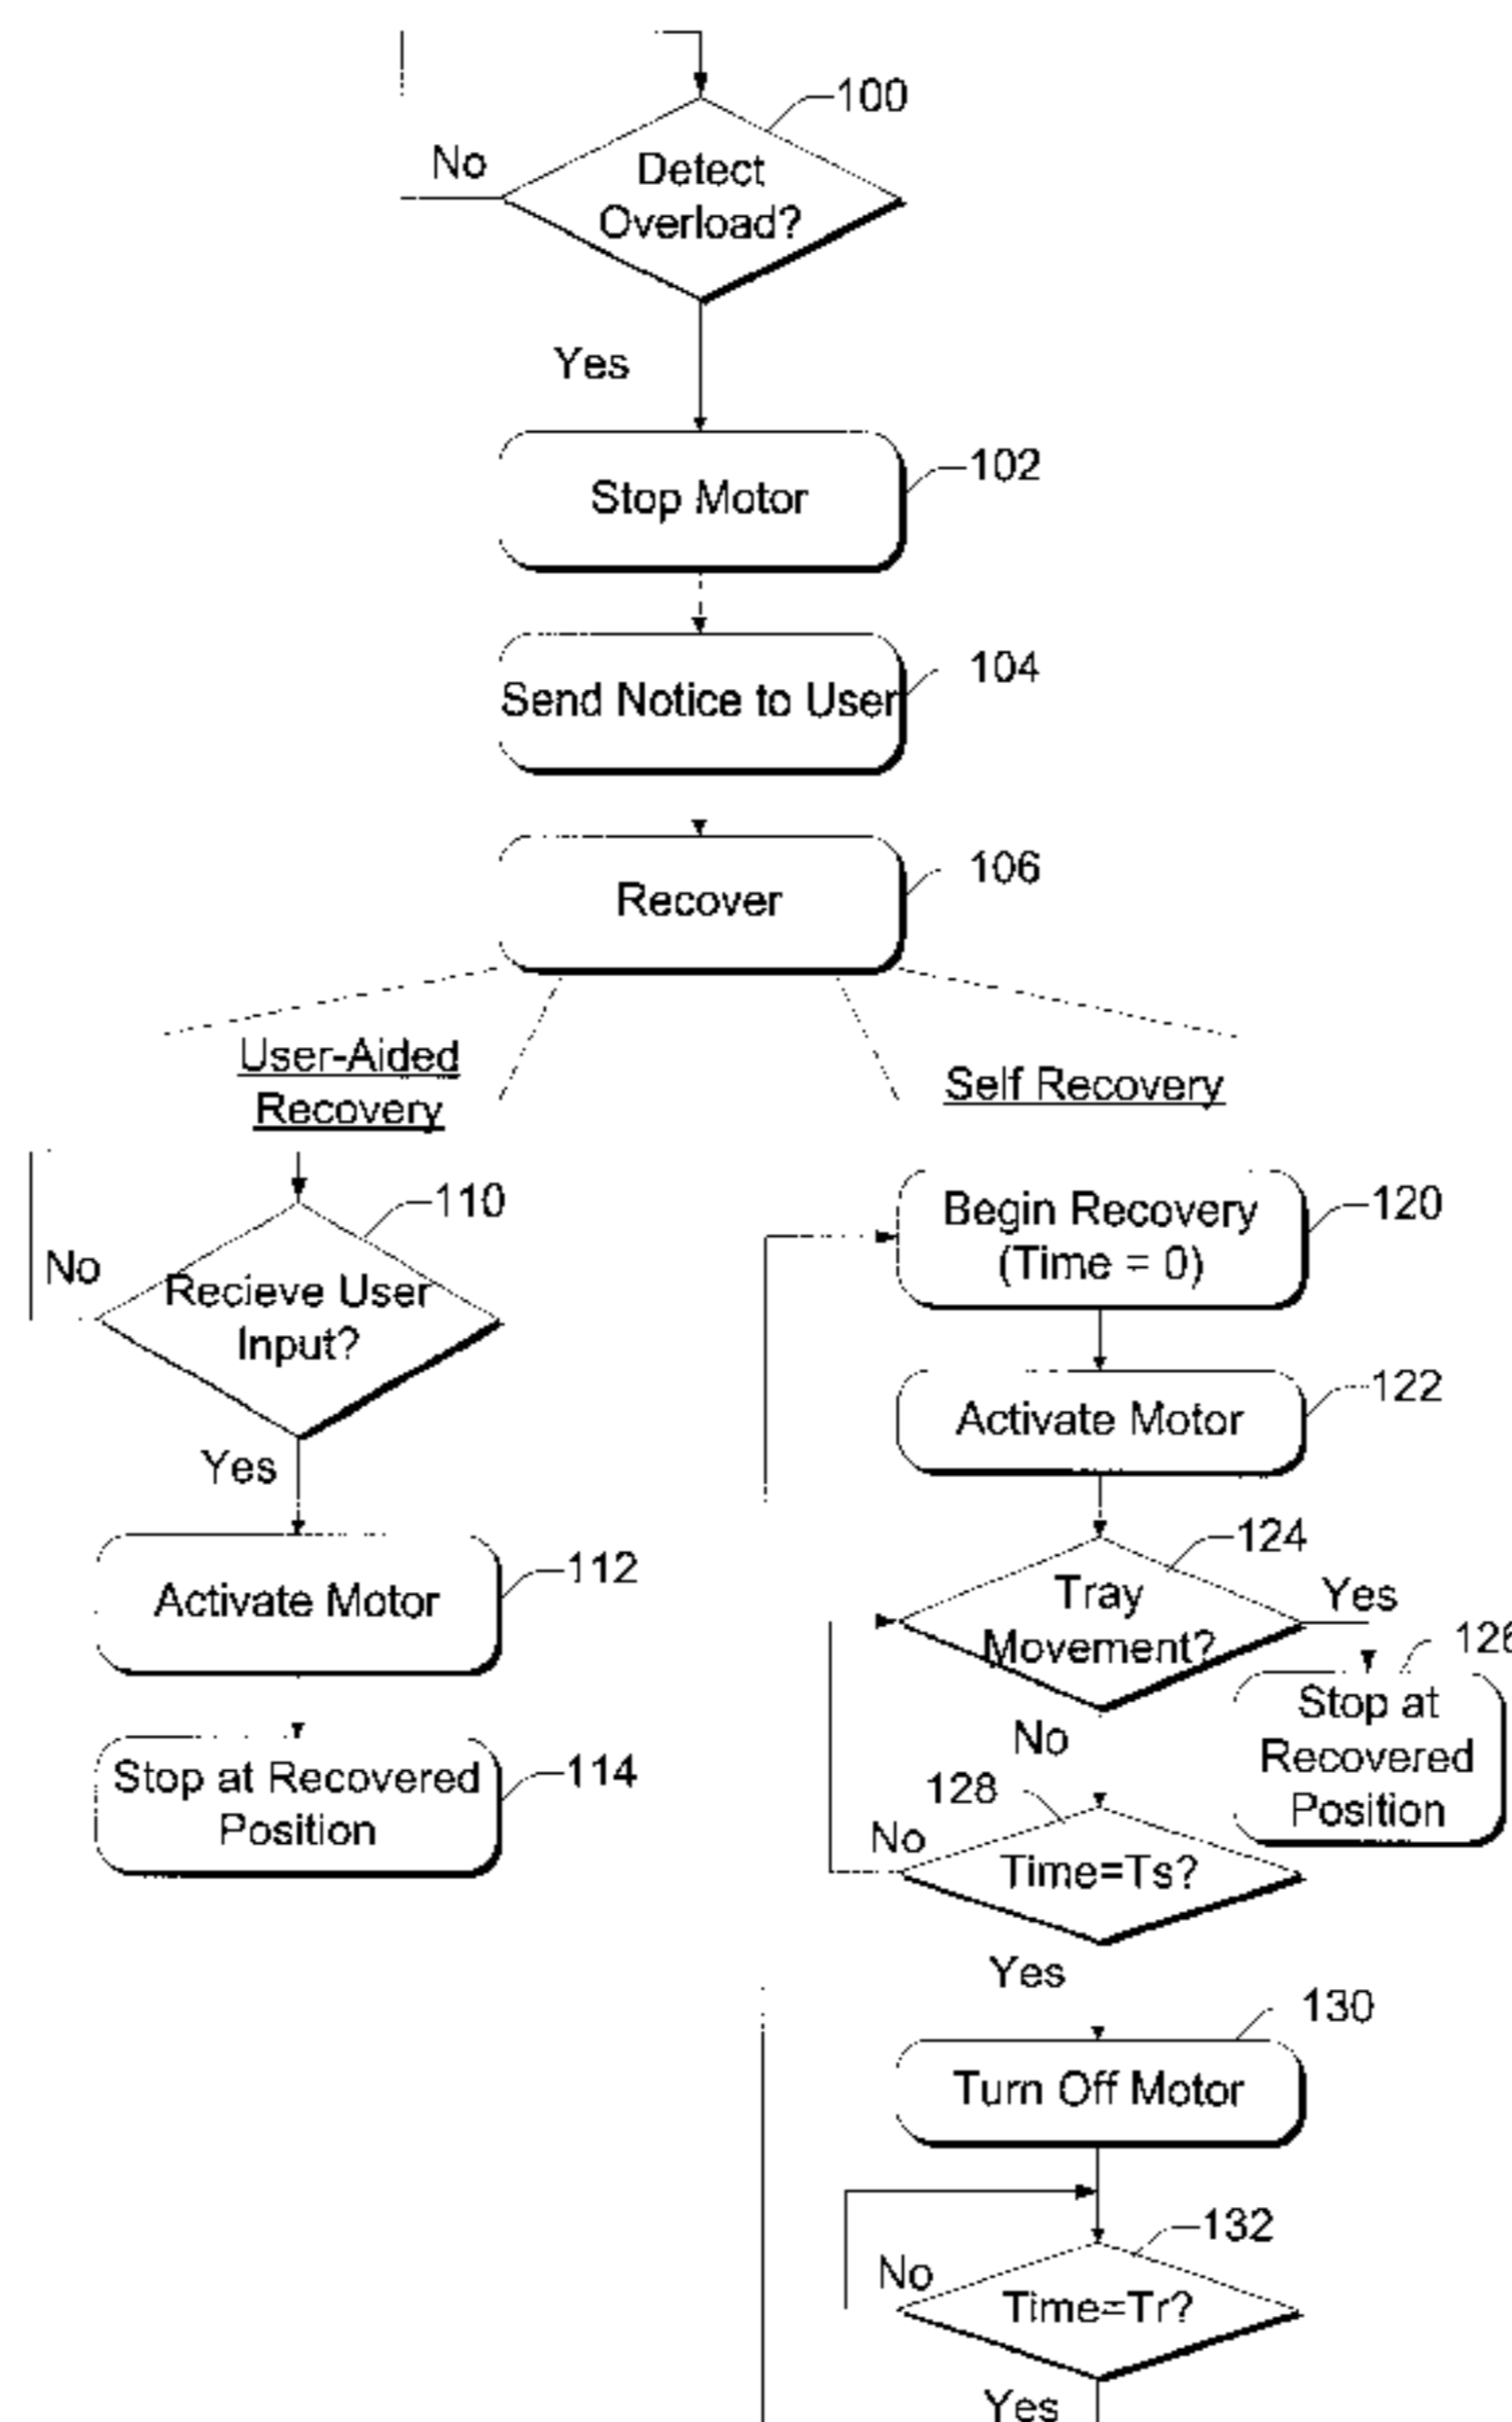 100
No
Detect
Overload?
Yes
102
Stop Motor
104
Send Notice to User
106
Recover
User-Aided
Recovery
110
No
Recieve User
Input?
Yes
112
Activate Motor
114
Stop at Recovered
Position
Self Recovery
120
Begin Recovery
(Time = 0)
122
Activate Motor
124
Tray
Movement?
Yes
126
Stop at
Recovered
Position
No
128
No
Time=Ts?
Yes
130
Turn Off Motor
132
No
Time=Tr?
Yes